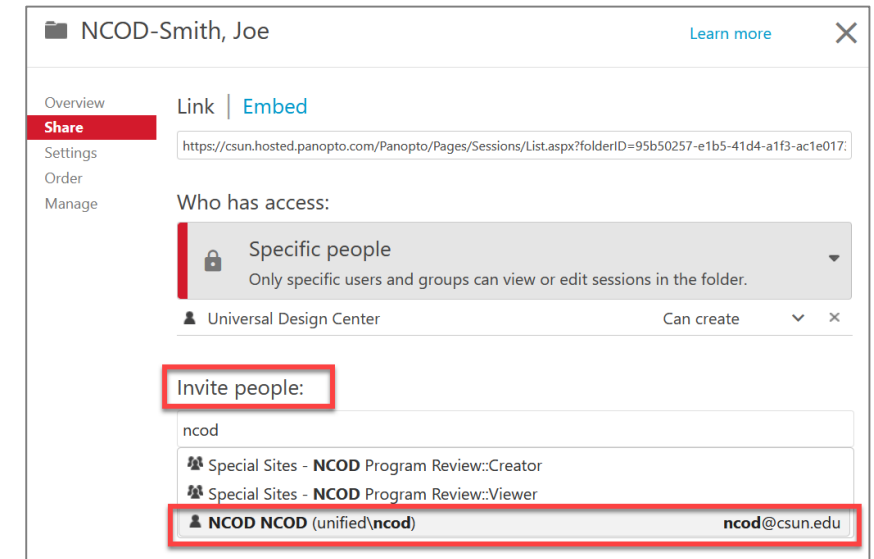 NCOD-Smith, Joe
Learn more
Overview
Share
Settings
Order
Manage
Link | Embed
https://csun.hosted.panopto.com/Panopto/Pages/Sessions/List.aspx?folderID=95b50257-e1b5-41d4-a1f3-ac1e017
Who has access:
Specific people
Only specific users and groups can view or edit sessions in the folder.
Universal Design Center Can create
Invite people:
ncod
Special Sites - NCOD Program Review::Creator
Special Sites - NCOD Program Review::Viewer
NCOD NCOD (unified\ncod) ncod@csun.edu